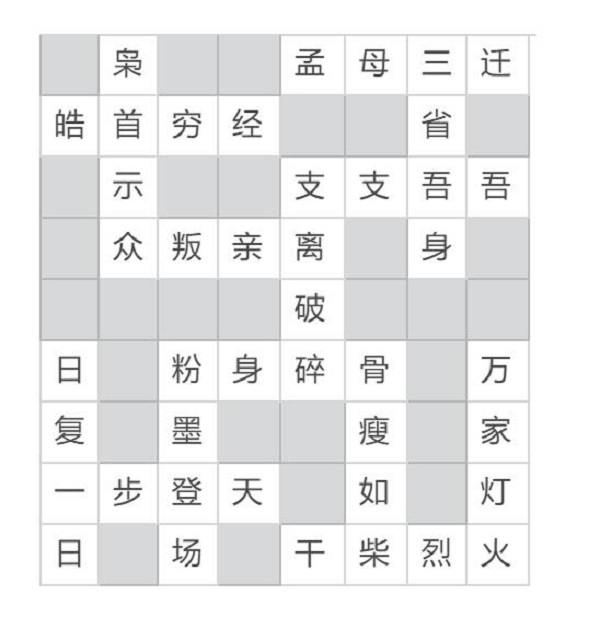 枭 孟 母 三 迁
皓 首 穷 经 省
示 支 支 吾 吾
众 叛 亲 离 身
破
日 粉 身 碎 骨 万
复 墨 瘦 家
一 步 登 天 如 灯
日 场 干 柴 烈 火